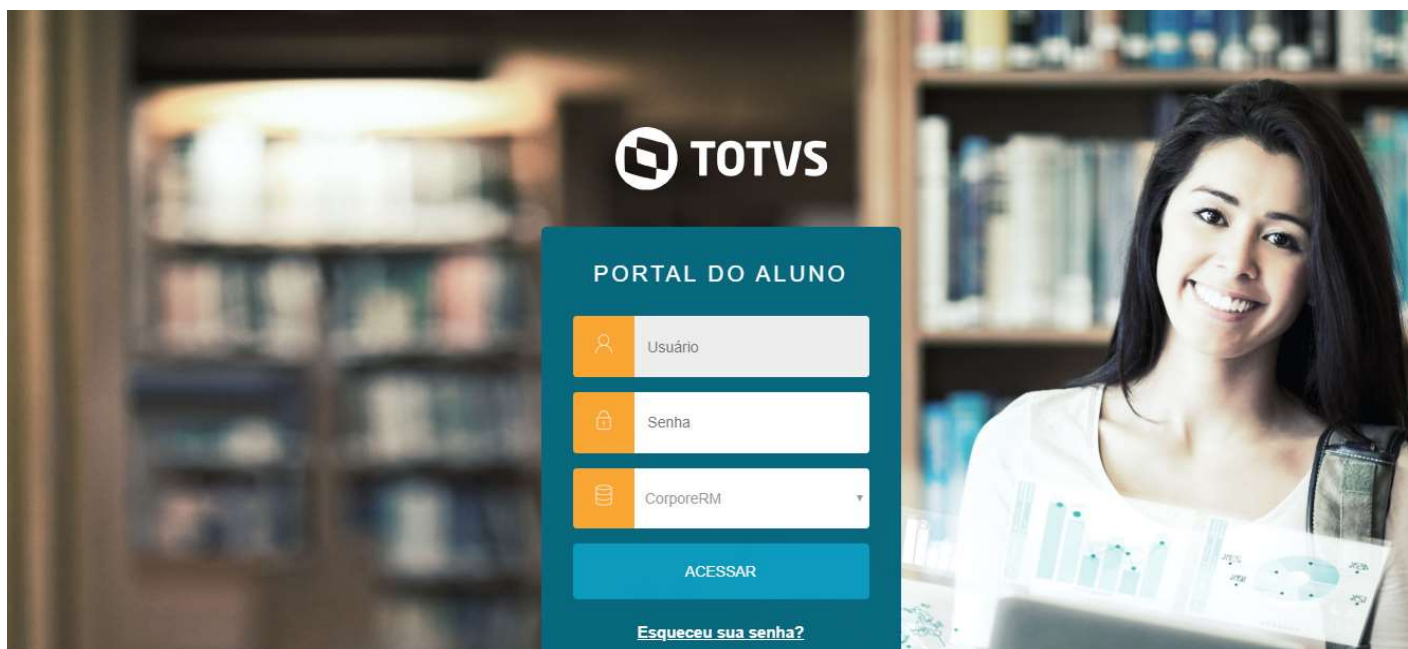 TOTVS
PORTAL DO ALUNO
Usuário
Senha
CorporeRM
ACESSAR
Esqueceu sua senha?